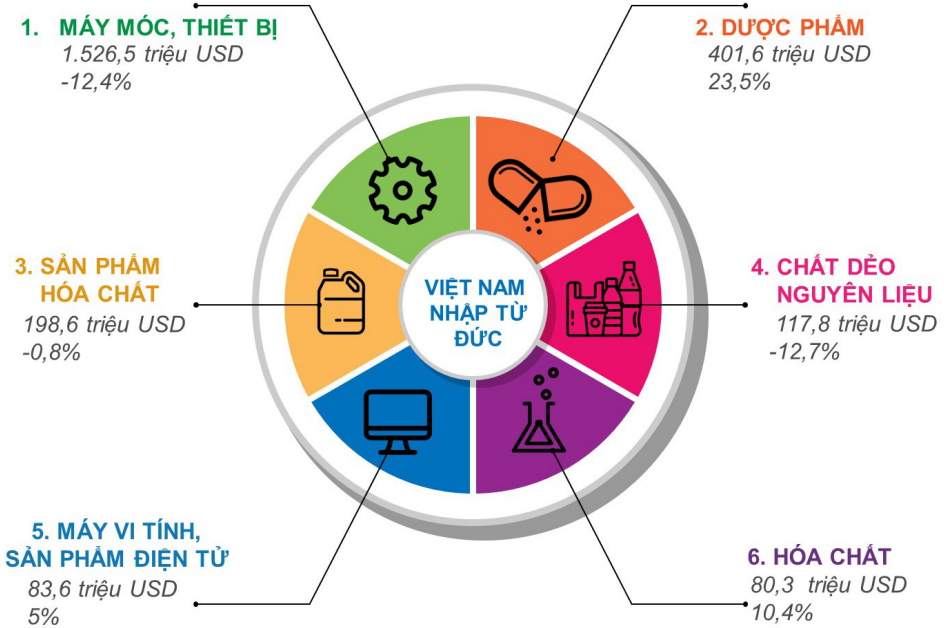 1. MÁY MÓC, THIẾT BỊ
1.526,5 triệu USD
-12,4%
2. DƯỢC PHẨM
401,6 triệu USD
23,5%
3. SẢN PHẨM
HÓA CHẤT
198,6 triệu USD
-0,8%
VIỆT NAM
NHẬP TỪ
ĐỨC
4. CHẤT DẺO
NGUYÊN LIỆU
117,8 triệu USD
-12,7%
5. MÁY VI TÍNH,
SẢN PHẨM ĐIỆN TỬ
83,6 triệu USD
5%
6. HÓA CHẤT
80,3 triệu USD
10,4%